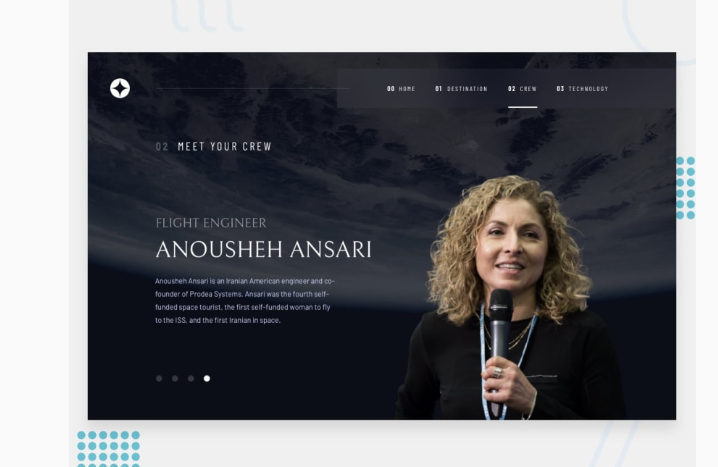 00 HOME 01 DESTINATION 02 CREW 03 TECHNOLOGY
02 MEET YOUR CREW
FLIGHT ENGINEER
ANOUSHEH ANSARI
Anousheh Ansari is an Iranian American engineer and co-
founder of Prodea Systems. Ansari was the fourth self-
funded space tourist, the first self-funded woman to fly
to the ISS, and the first Iranian in space.